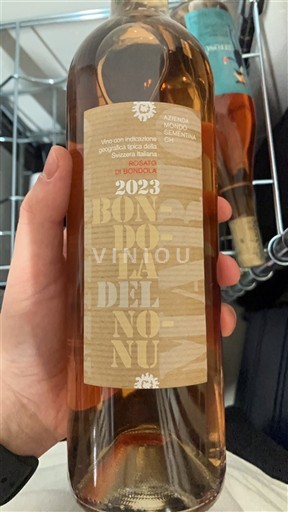 Vino con indicazione
geografica tipica della
Svizzera Italiana
ROSATO
DI BONDOLA
AZIENDA
MONDO
SEMENTINA
CH
2023
BON
DO-
LA
DEL
NO-
NU
VINIOU